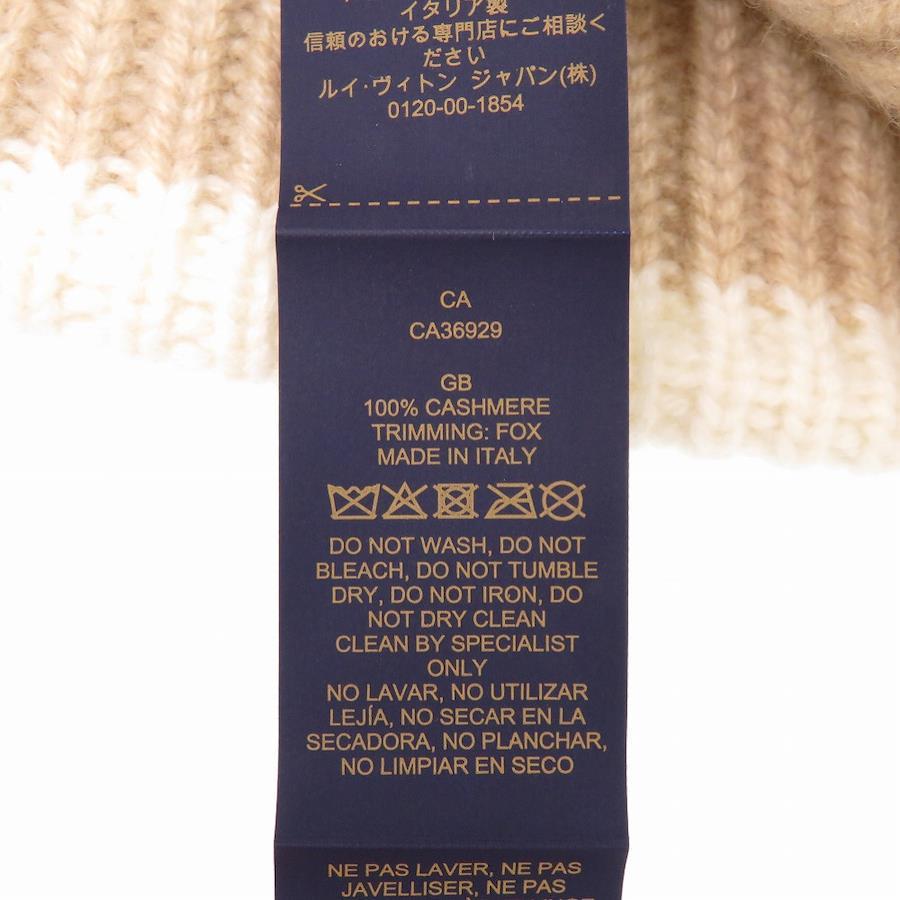 イタリア製
信頼のおける専門店にご相談く
ださい
ルイ・ヴィトン ジャパン(株)
0120-00-1854
CA
CA36929
GB
100% CASHMERE
TRIMMING: FOX
MADE IN ITALY
DO NOT WASH, DO NOT
BLEACH, DO NOT TUMBLE
DRY, DO NOT IRON, DO
NOT DRY CLEAN
CLEAN BY SPECIALIST
ONLY
NO LAVAR, NO UTILIZAR
LEJÍA, NO SECAR EN LA
SECADORA, NO PLANCHAR,
NO LIMPIAR EN SECO
NE PAS LAVER, NE PAS
JAVELLISER, NE PAS